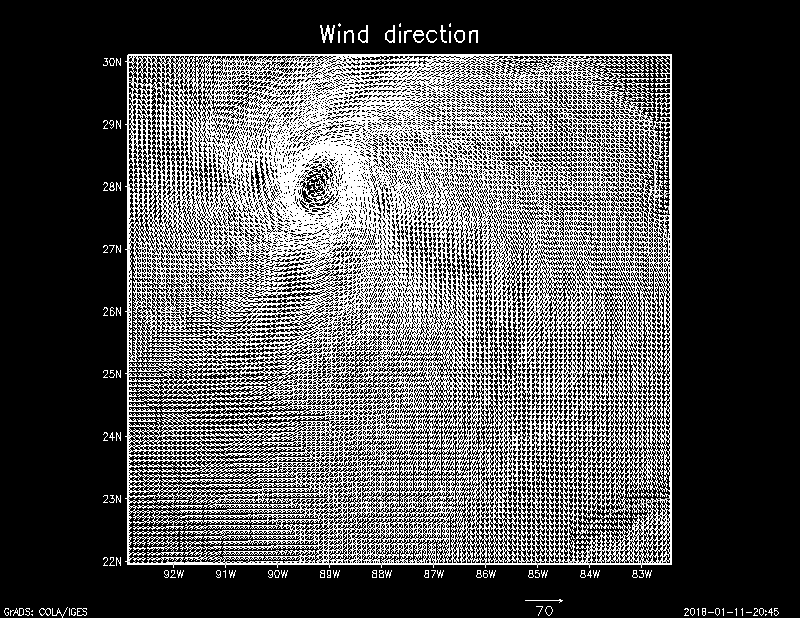 Wind direction
30N
29N
28N
27N
26N
25N
24N
23N
22N
92W 91W 90W 89W 88W 87W 86W 85W 84W 83W
70
GrADS: COLA/IGES 2018-01-11-20:45